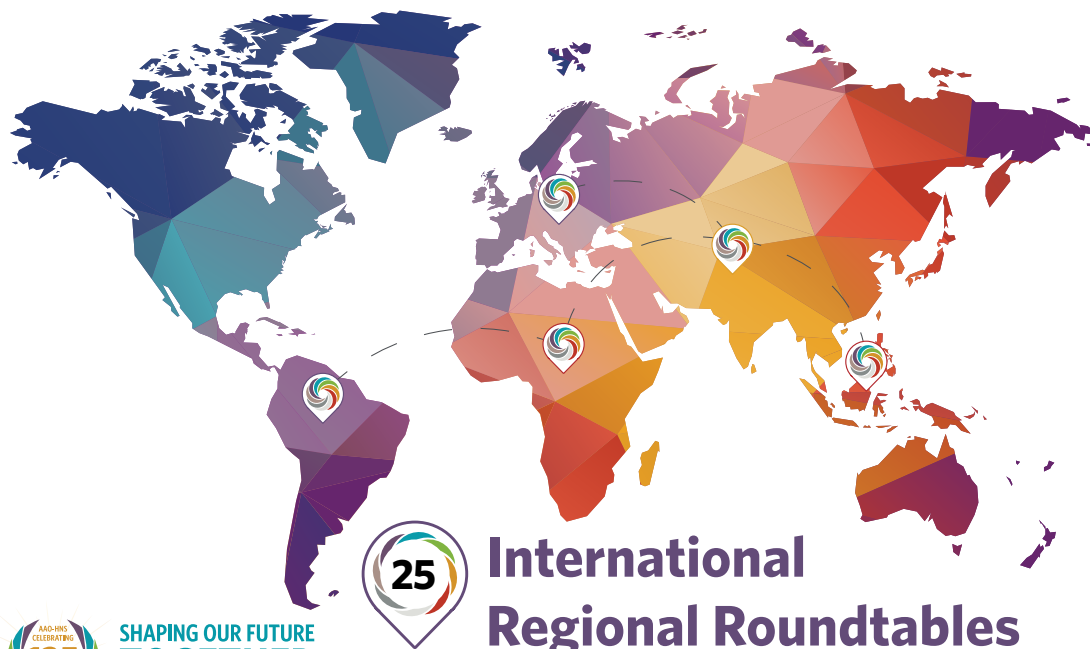 25
International
Regional Roundtables
AAO-HNS
CELEBRATING
SHAPING OUR FUTURE